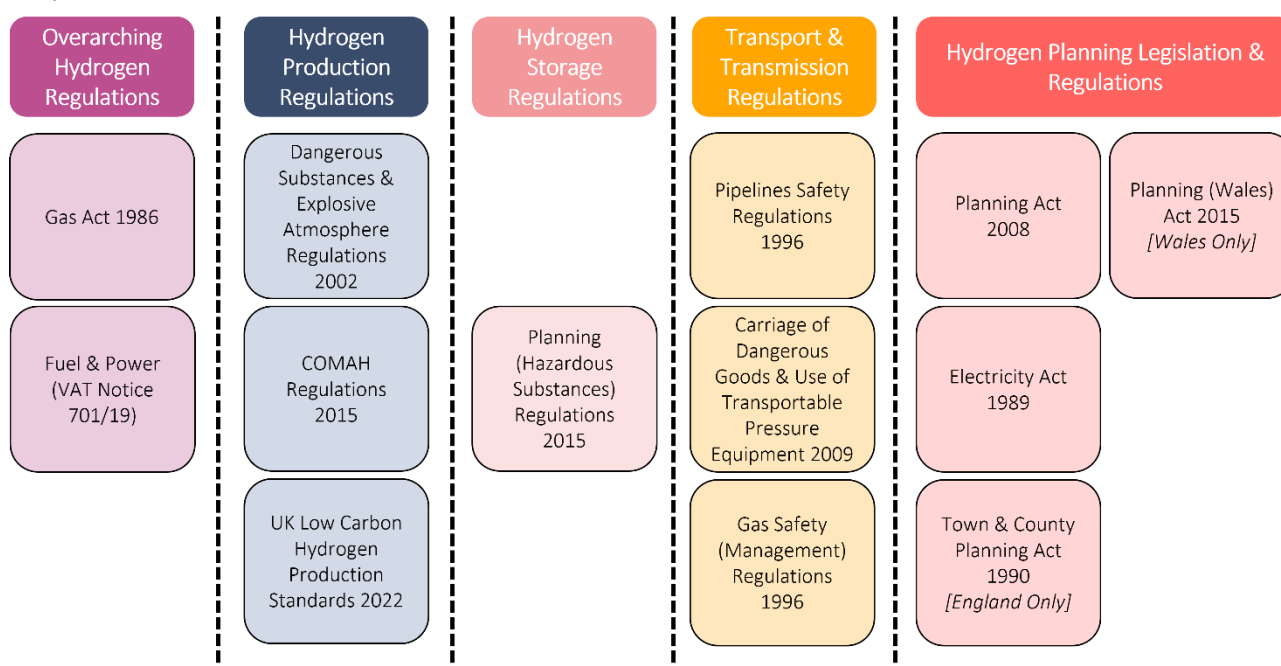 Overarching
Hydrogen
Regulations
Hydrogen
Production
Regulations
Hydrogen
Storage
Regulations
Transport &
Transmission
Regulations
Hydrogen Planning Legislation &
Regulations
Gas Act 1986
Fuel & Power
(VAT Notice
701/19)
Dangerous
Substances &
Explosive
Atmosphere
Regulations
2002
COMAH
Regulations
2015
UK Low Carbon
Hydrogen
Production
Standards 2022
Planning
(Hazardous
Substances)
Regulations
2015
Pipelines Safety
Regulations
1996
Carriage of
Dangerous
Goods & Use of
Transportable
Pressure
Equipment 2009
Gas Safety
(Management)
Regulations
1996
Planning Act
2008
Electricity Act
1989
Town & County
Planning Act
1990
[England Only]
Planning (Wales)
Act 2015
[Wales Only]